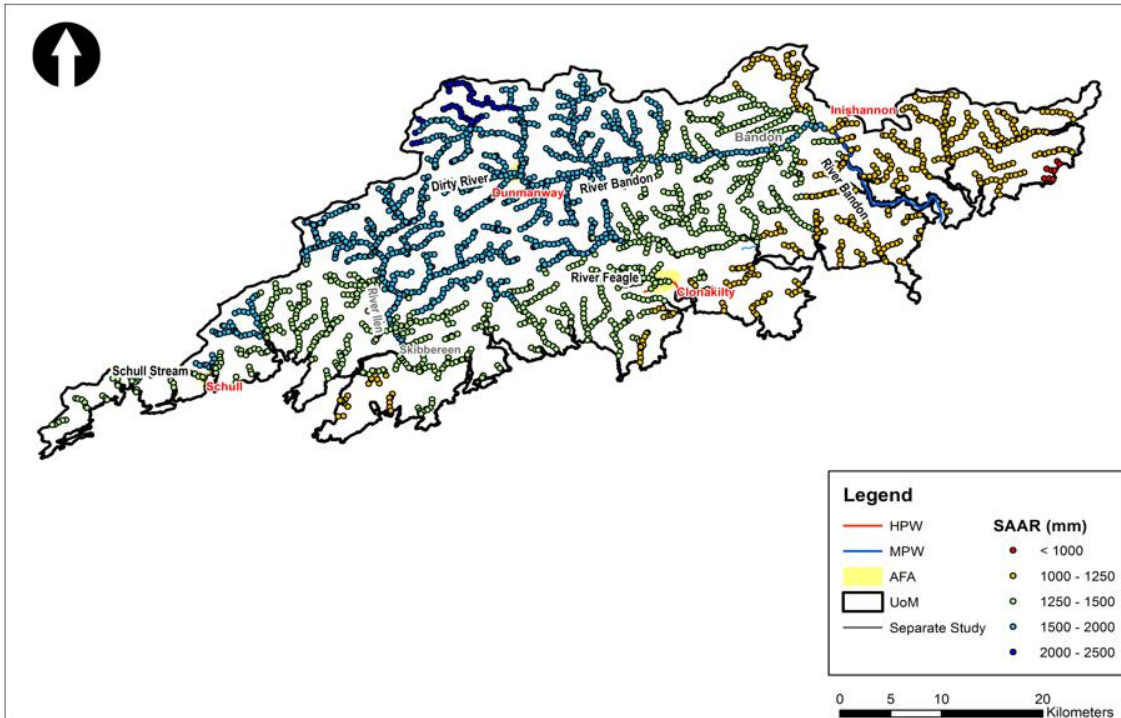 Inishannon
Bandon
River Bandon
Dirty River
River Bandon
Dunmanway
River Feagle
Clonakilty
River Ilen
Skibbereen
Schull Stream
Schull
Legend
HPW
MPW
AFA
UoM
Separate Study
SAAR (mm)
< 1000
1000 - 1250
1250 - 1500
1500 - 2000
2000 - 2500
0 5 10 20
Kilometers